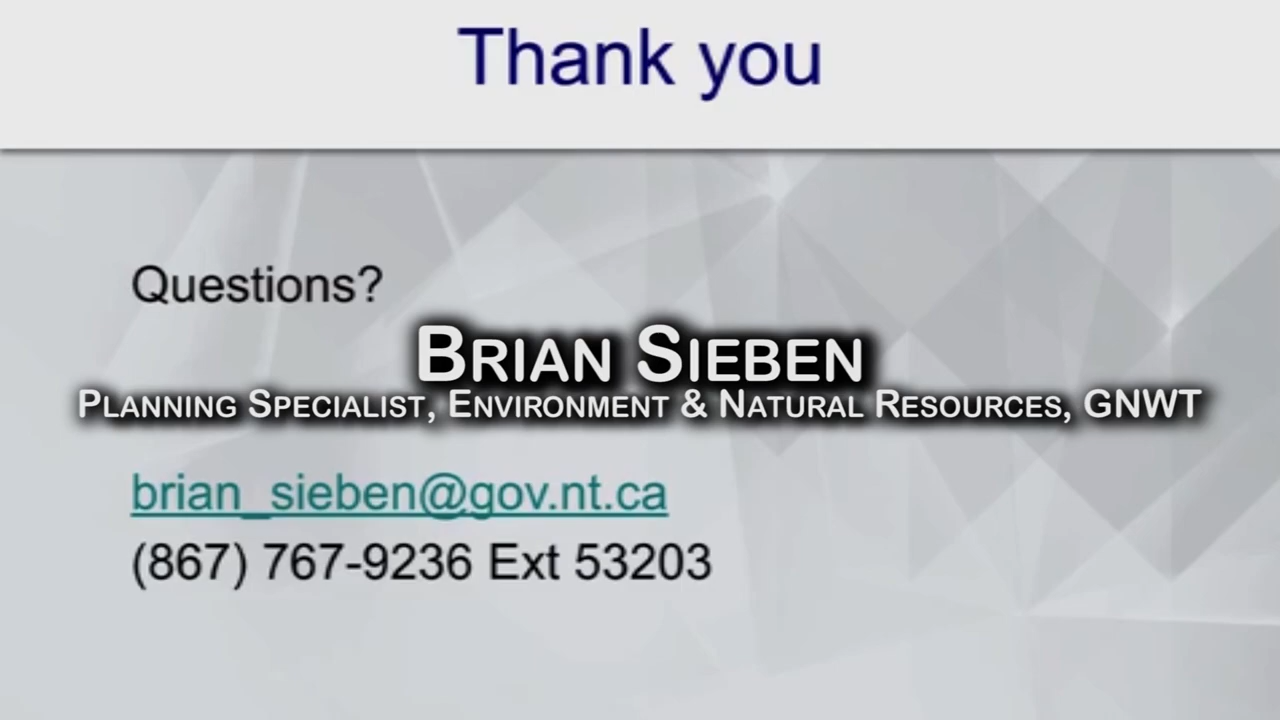 Thank you
Questions?
BRIAN SIEBEN
PLANNING SPECIALIST, ENVIRONMENT & NATURAL RESOURCES, GNWT
brian_sieben@gov.nt.ca
(867) 767-9236 Ext 53203